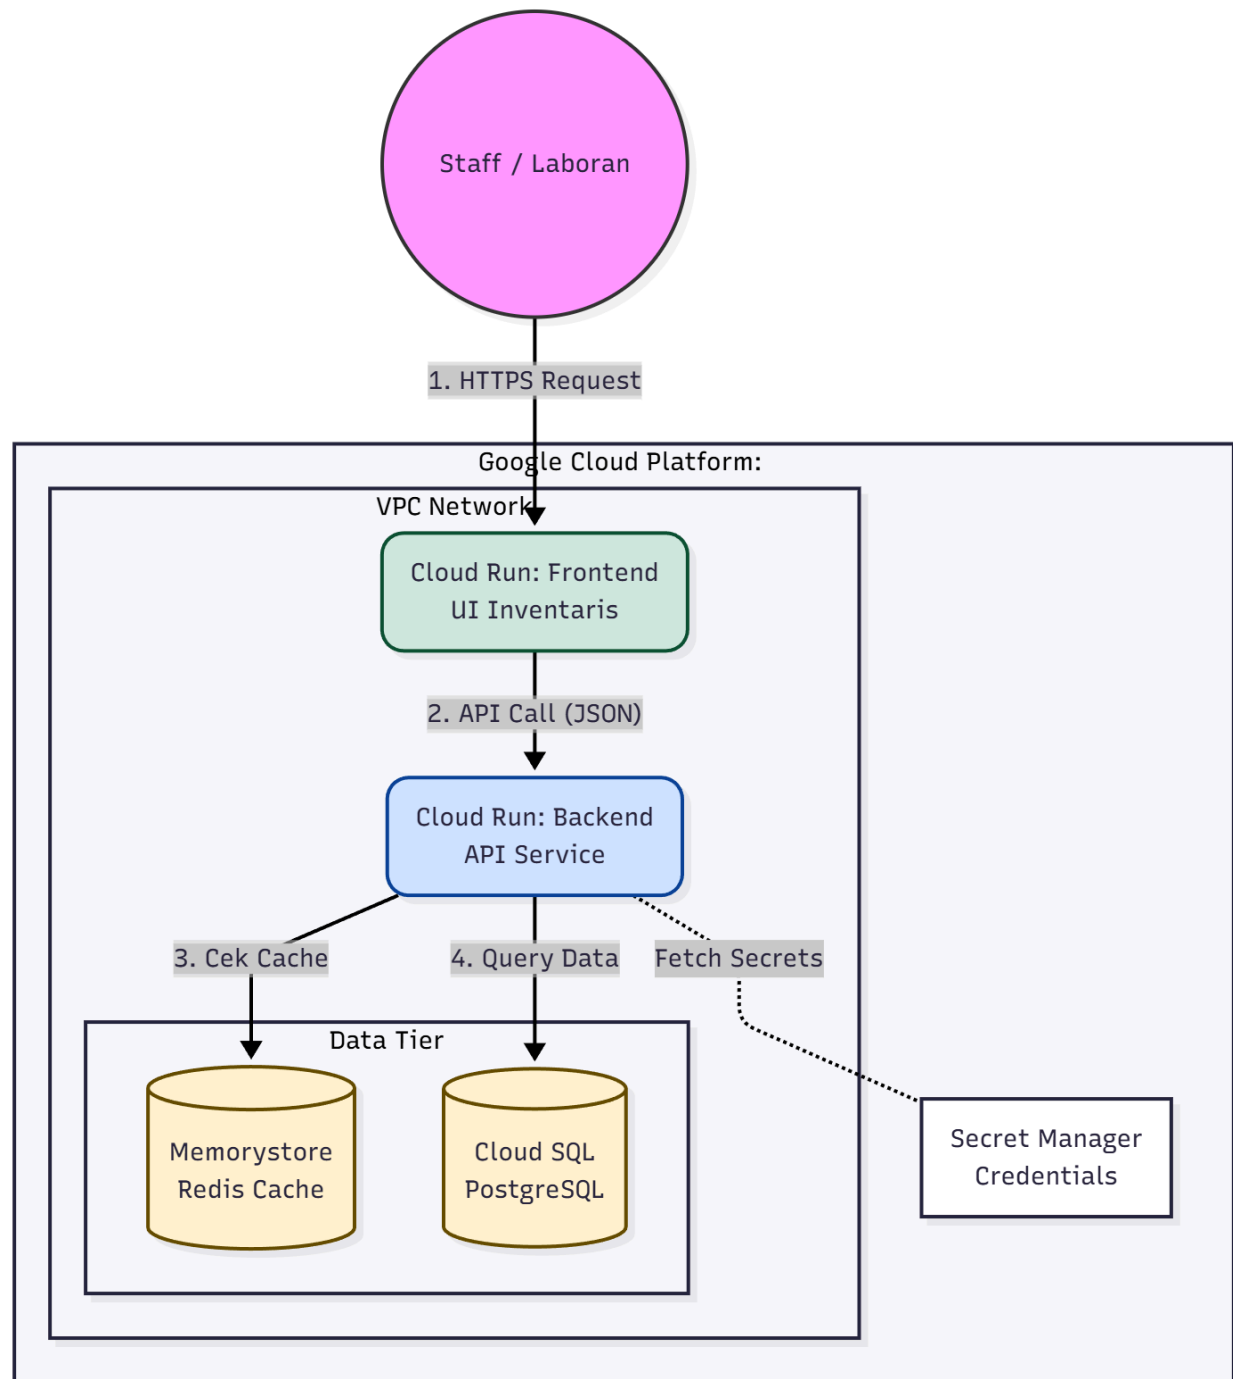 Staff / Laboran
1. HTTPS Request
Google Cloud Platform:
VPC Network
Cloud Run: Frontend
UI Inventaris
2. API Call (JSON)
Cloud Run: Backend
API Service
3. Cek Cache
4. Query Data
Fetch Secrets
Data Tier
Memorystore
Redis Cache
Cloud SQL
PostgreSQL
Secret Manager
Credentials